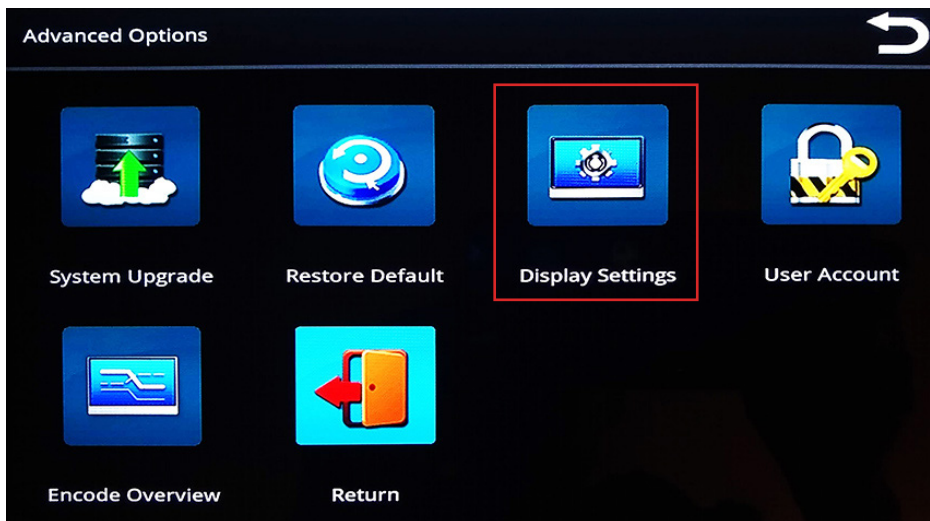 Advanced Options
System Upgrade
Restore Default
Display Settings
User Account
Encode Overview
Return